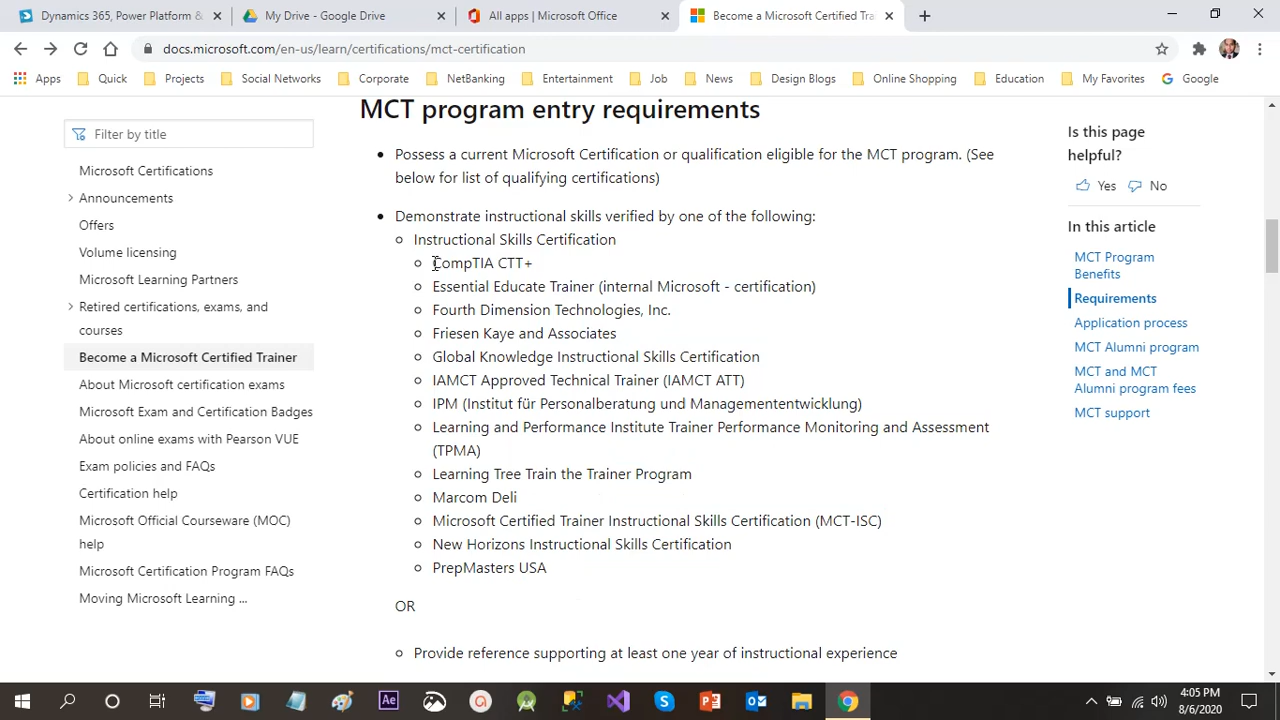 Dynamics 365, Power Platform &
My Drive - Google Drive
All apps | Microsoft Office
Become a Microsoft Certified Tra
docs.microsoft.com/en-us/learn/certifications/mct-certification
Apps
Quick
Projects
Social Networks
Corporate
NetBanking
Entertainment
Job
News
Design Blogs
Online Shopping
Education
My Favorites
Google
Filter by title
Microsoft Certifications
Announcements
Offers
Volume licensing
Microsoft Learning Partners
Retired certifications, exams, and
courses
Become a Microsoft Certified Trainer
About Microsoft certification exams
Microsoft Exam and Certification Badges
About online exams with Pearson VUE
Exam policies and FAQs
Certification help
Microsoft Official Courseware (MOC)
help
Microsoft Certification Program FAQs
Moving Microsoft Learning ...
MCT program entry requirements
Possess a current Microsoft Certification or qualification eligible for the MCT program. (See
below for list of qualifying certifications)
Demonstrate instructional skills verified by one of the following:
Instructional Skills Certification
CompTIA CTT+
Essential Educate Trainer (internal Microsoft - certification)
Fourth Dimension Technologies, Inc.
Friesen Kaye and Associates
Global Knowledge Instructional Skills Certification
IAMCT Approved Technical Trainer (IAMCT ATT)
IPM (Institut für Personalberatung und Managemententwicklung)
Learning and Performance Institute Trainer Performance Monitoring and Assessment
(TPMA)
Learning Tree Train the Trainer Program
Marcom Deli
Microsoft Certified Trainer Instructional Skills Certification (MCT-ISC)
New Horizons Instructional Skills Certification
PrepMasters USA
OR
Provide reference supporting at least one year of instructional experience
Is this page
helpful?
Yes No
In this article
MCT Program
Benefits
Requirements
Application process
MCT Alumni program
MCT and MCT
Alumni program fees
MCT support
Ae
4:05 PM
8/6/2020